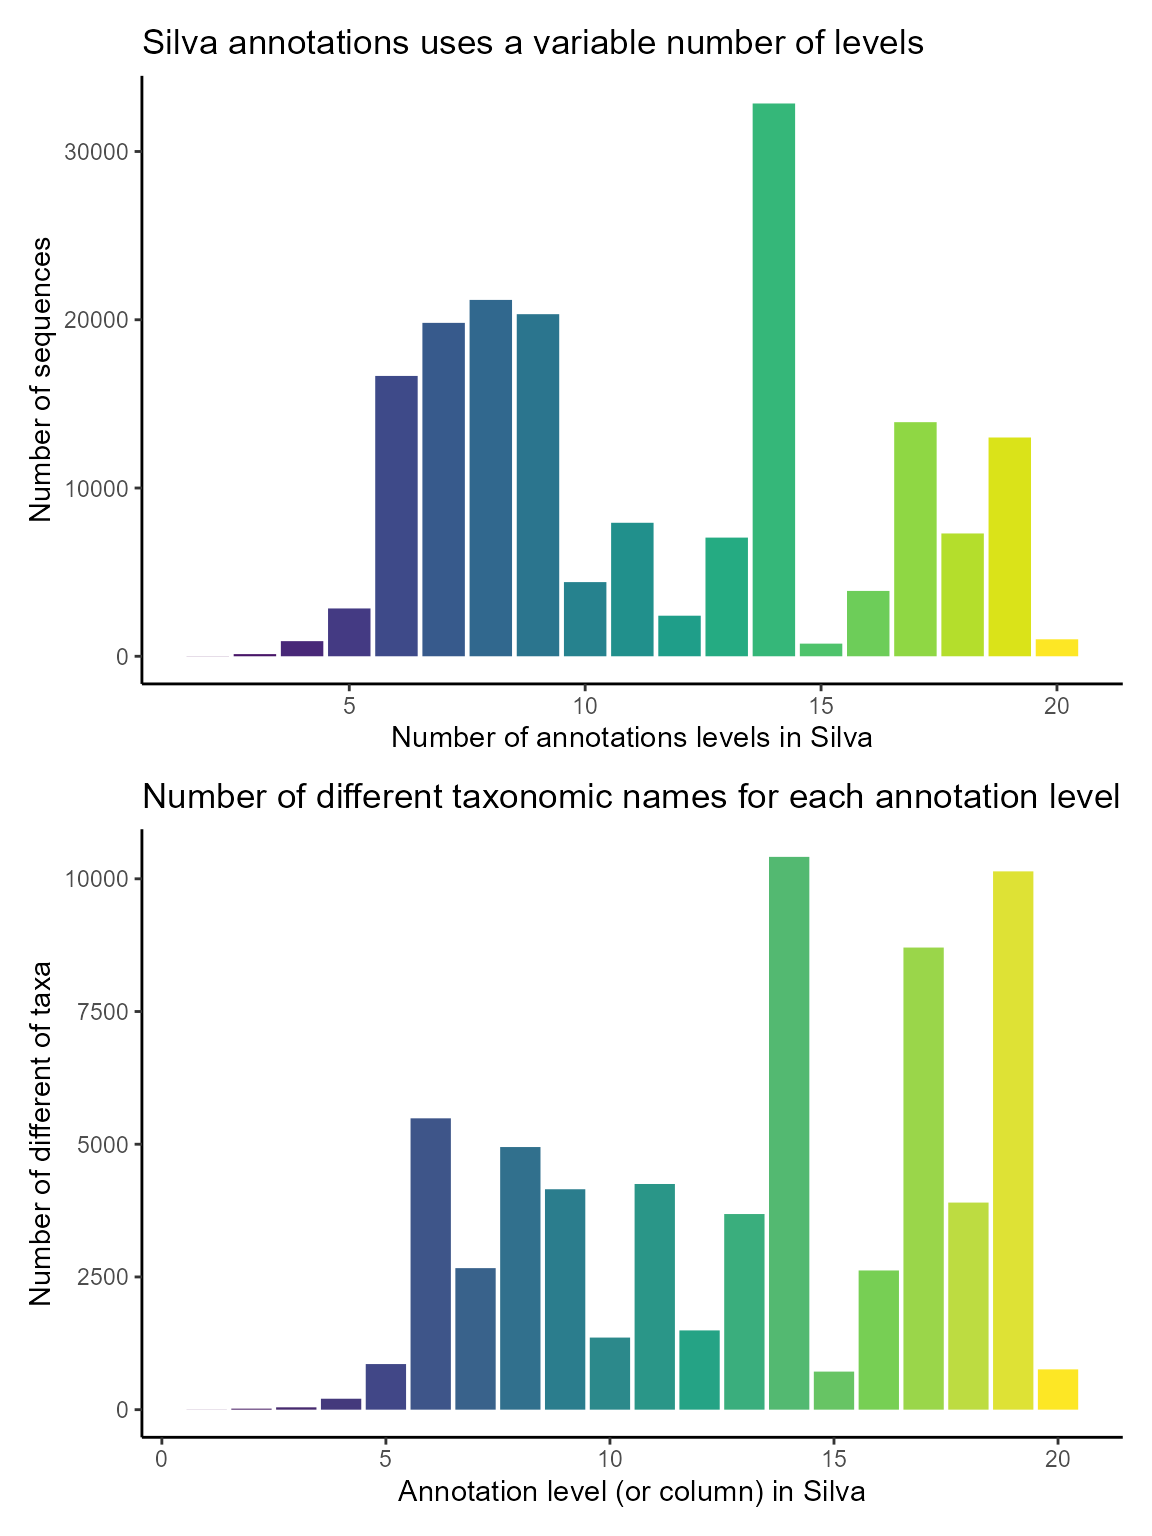 Silva annotations uses a variable number of levels
30000
20000
10000
0
Number of sequences
5 10 15 20
Number of annotations levels in Silva
Number of different taxonomic names for each annotation level
10000
7500
5000
2500
0
Number of different of taxa
0 5 10 15 20
Annotation level (or column) in Silva